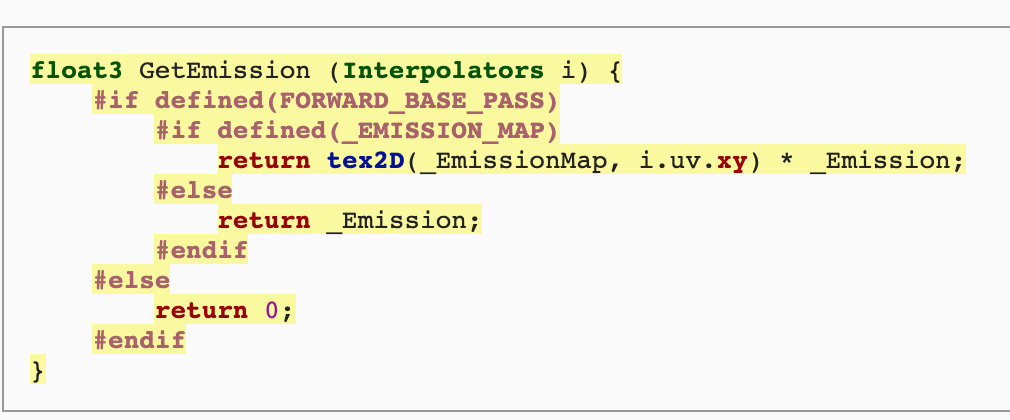 float3 GetEmission (Interpolators i) {
    #if defined(FORWARD_BASE_PASS)
        #if defined(_EMISSION_MAP)
            return tex2D(_EmissionMap, i.uv.xy) * _Emission;
        #else
            return _Emission;
        #endif
    #else
        return 0;
    #endif
}